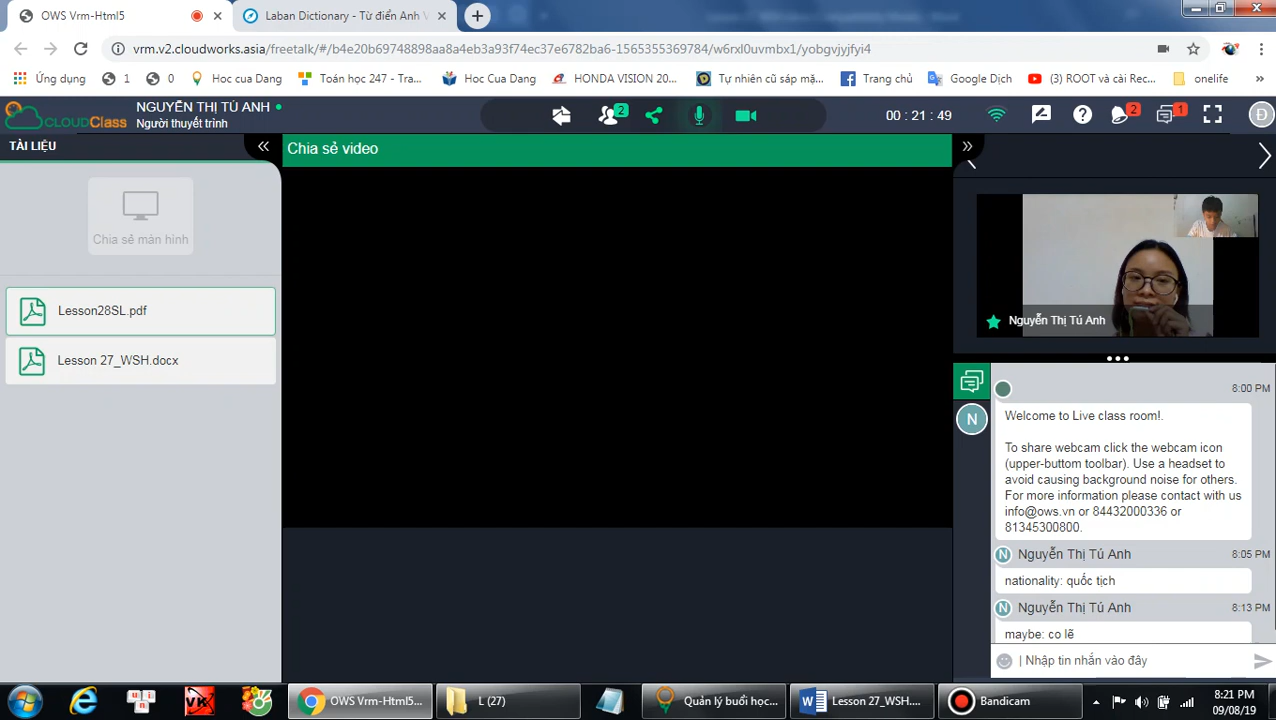 OWS Vrm-Html5
Laban Dictionary - Từ điển Anh V
vrm.v2.cloudworks.asia/freetalk/#/b4e20b69748898aa8a4eb3a93f74ec37e6782ba6-1565355369784/w6rxl0uvmbx1/yobgvjyjfyi4
Ứng dụng
1
0
Hoc cua Dang
Toán học 247 - Tra...
Học Cua Dang
HONDA VISION 20...
Tự nhiên cũ sáp mặ...
Trang chủ
Google Dịch
(3) ROOT và cài Rec...
onelife
CLOUDClass
NGUYỄN THỊ TÚ ANH
Người thuyết trình
2
00 : 21 : 49
2
1
Đ
TÀI LIỆU
Chia sẻ video
Chia sẻ màn hình
Lesson28SL.pdf
Lesson 27_WSH.docx
Nguyễn Thị Tú Anh
8:00 PM
N
Welcome to Live class room!.
To share webcam click the webcam icon
(upper-buttom toolbar). Use a headset to
avoid causing background noise for others.
For more information please contact with us
info@ows.vn or 84432000336 or
81345300800.
N Nguyễn Thị Tú Anh 8:05 PM
nationality: quốc tịch
N Nguyễn Thị Tú Anh 8:13 PM
maybe: co lẽ
Nhập tin nhắn vào đây
OWS Vrm-Html5...
L (27)
Quản lý buổi học...
Lesson 27_WSH....
Bandicam
8:21 PM
09/08/19